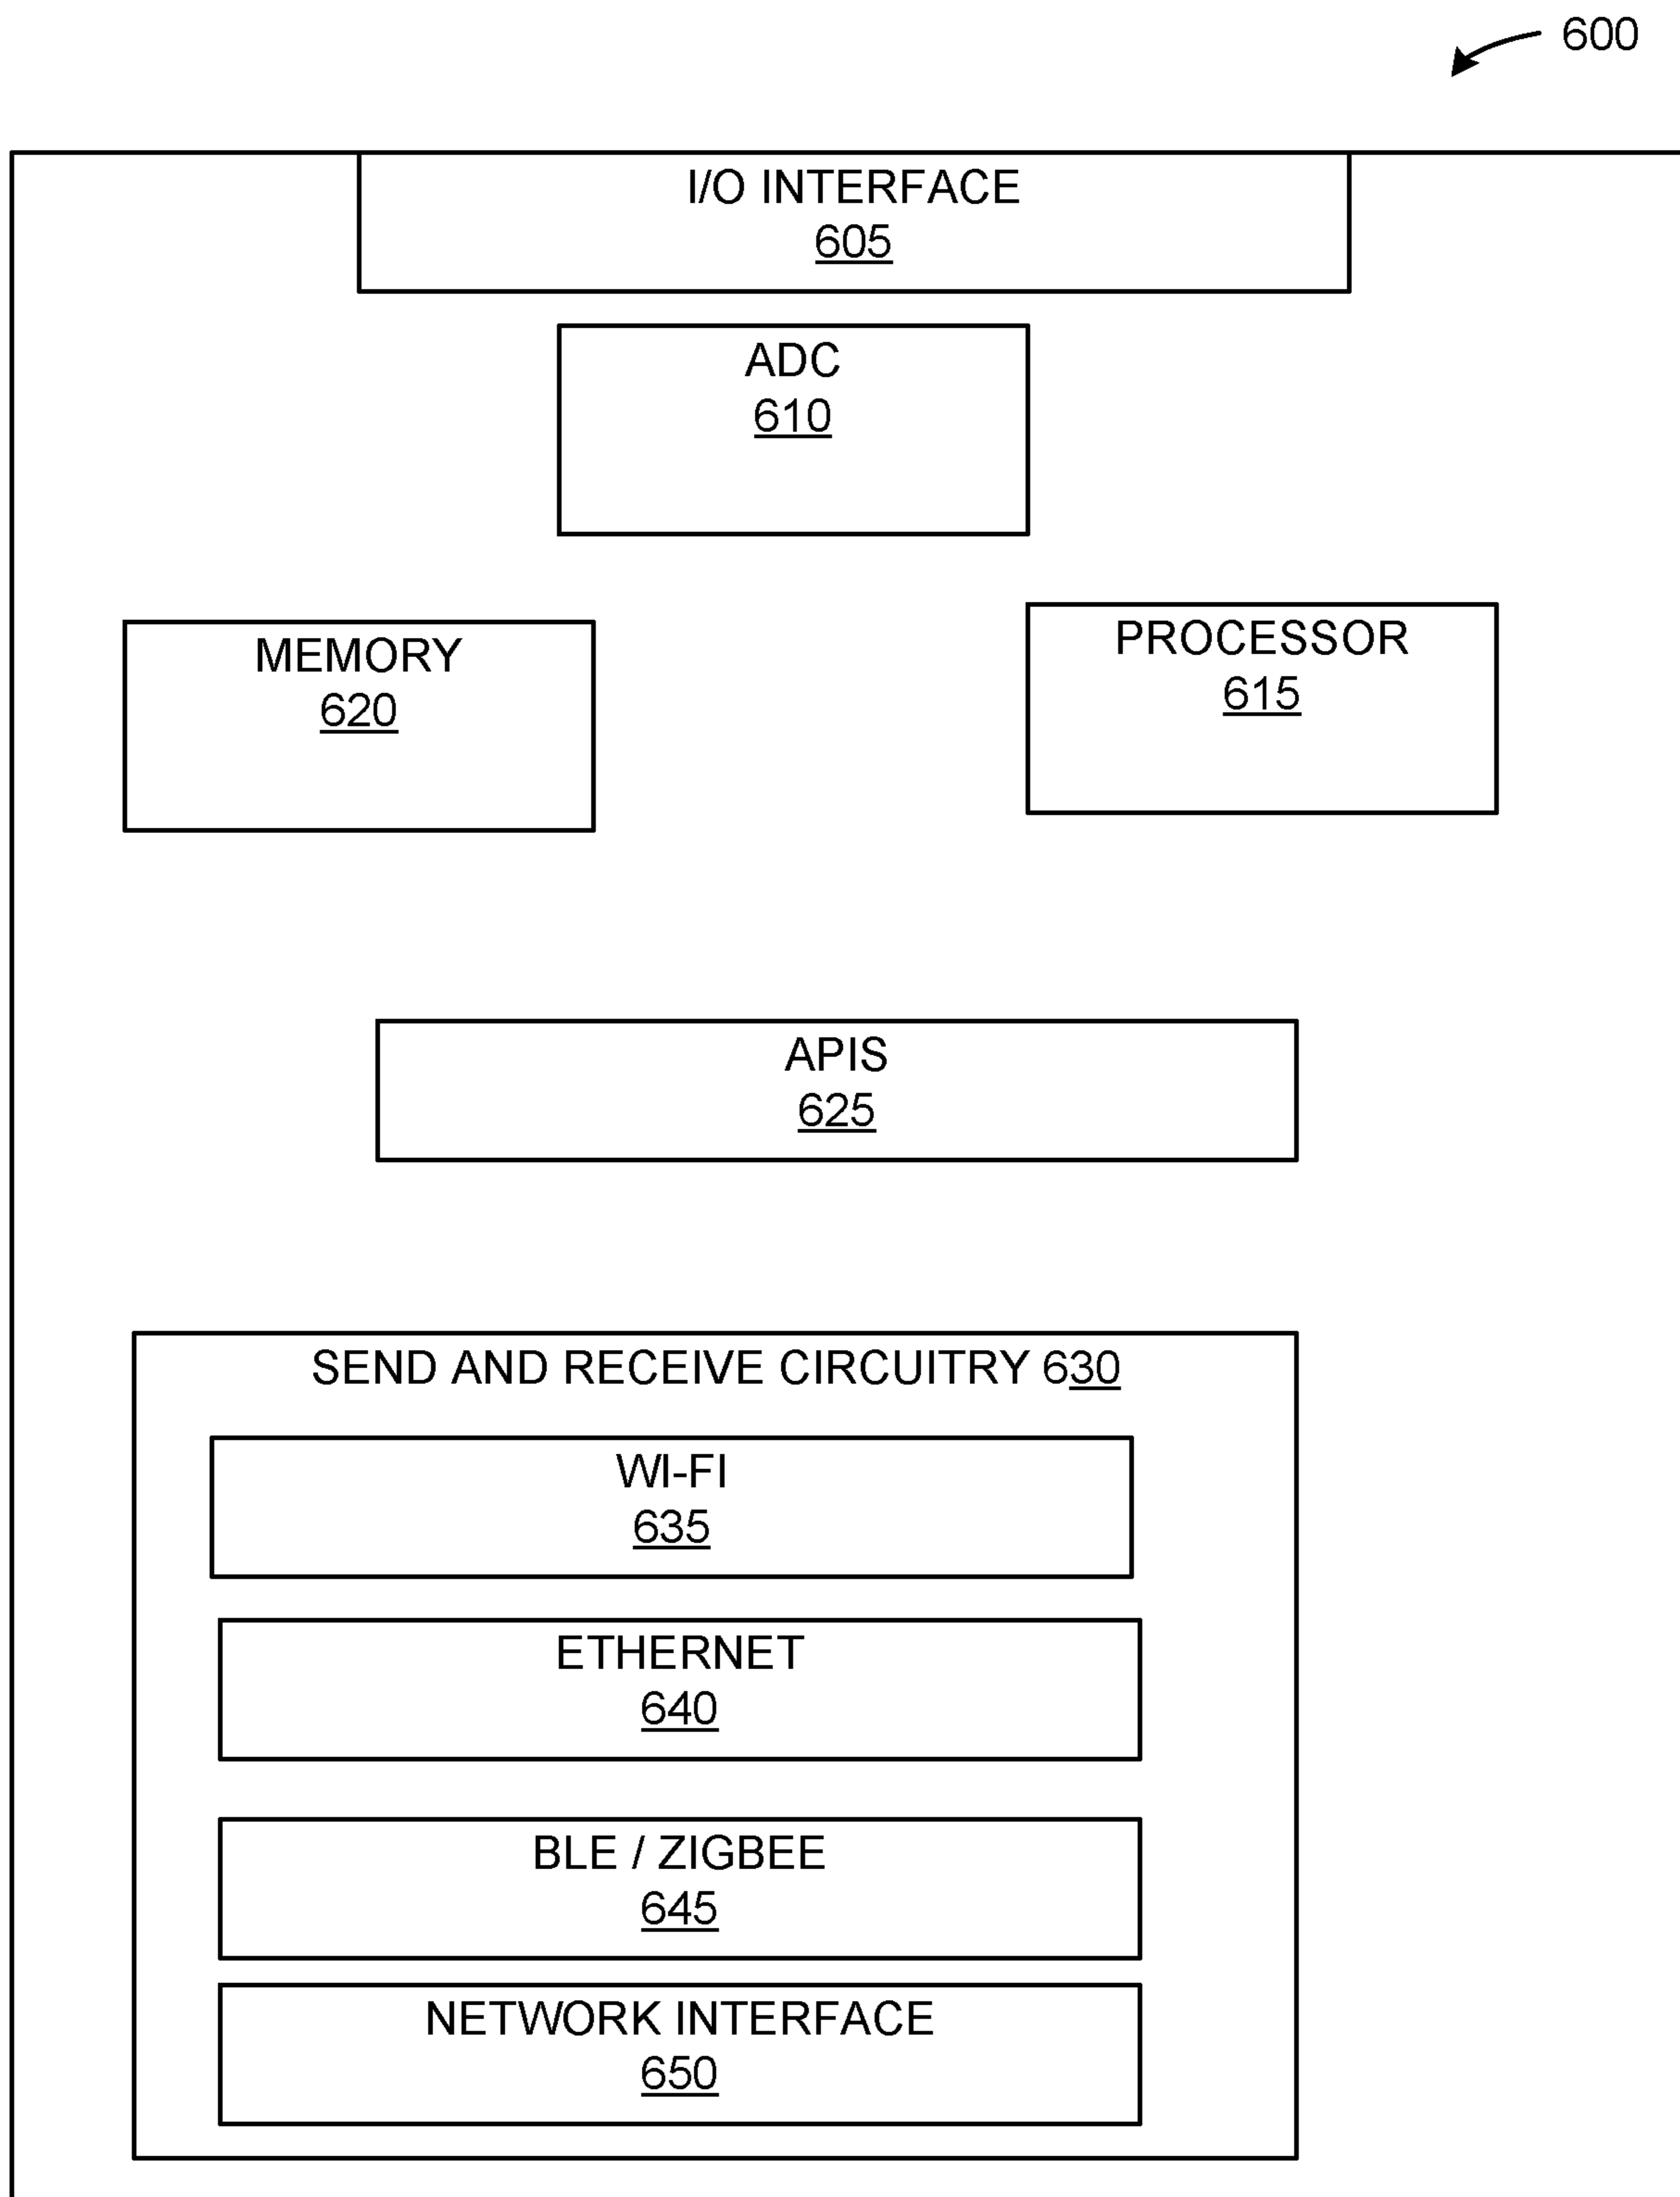 600
I/O INTERFACE
605
ADC
610
MEMORY
620
PROCESSOR
615
APIS
625
SEND AND RECEIVE CIRCUITRY 630
WI-FI
635
ETHERNET
640
BLE / ZIGBEE
645
NETWORK INTERFACE
650